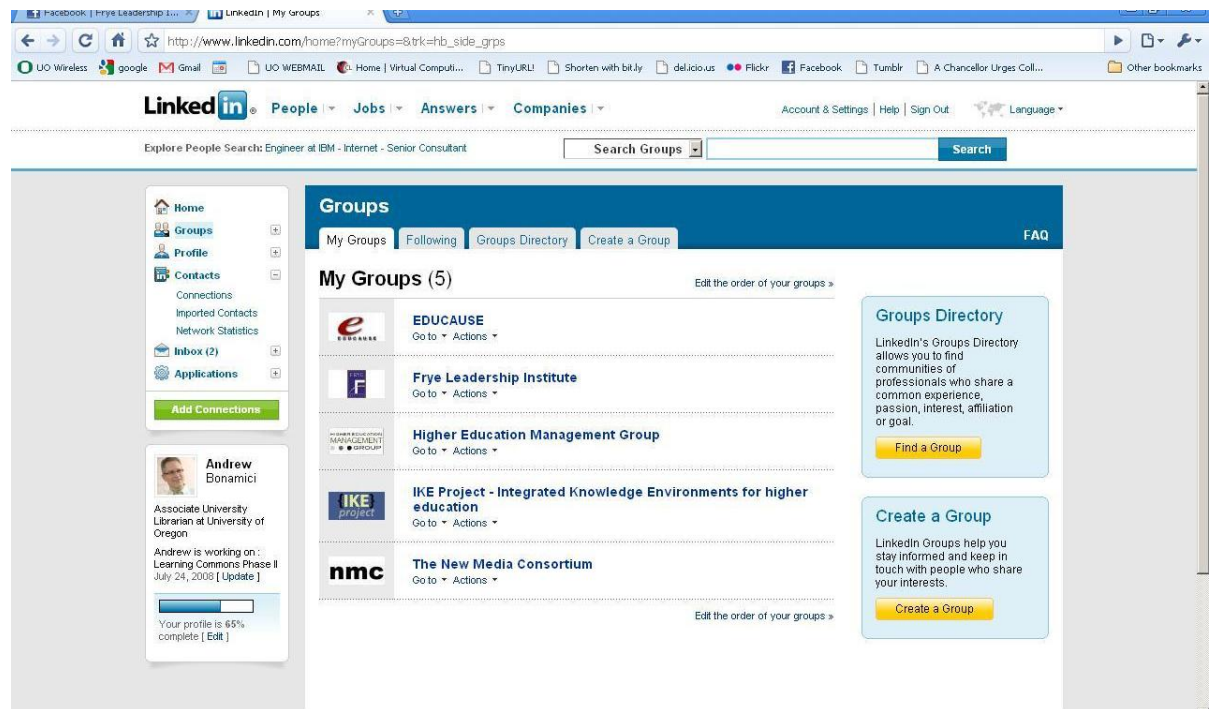 Facebook | Frye Leadership I...
LinkedIn | My Groups
http://www.linkedin.com/home?myGroups=&trk=hb_side_grps
UO Wireless google Gmail UO WEBMAIL Home | Virtual Computi... TinyURL! Shorten with bit.ly del.icio.us Flickr Facebook Tumblr A Chancellor Urges Coll... Other bookmarks
Linked in People Jobs Answers Companies Account & Settings | Help | Sign Out Language
Explore People Search: Engineer at IBM - Internet - Senior Consultant Search Groups Search
Home
Groups
Profile
Contacts
Connections
Imported Contacts
Network Statistics
Inbox (2)
Applications
Add Connections
Andrew
Bonamici
Associate University
Librarian at University of
Oregon
Andrew is working on :
Learning Commons Phase II
July 24, 2008 [ Update ]
Your profile is 65%
complete [ Edit ]
Groups
My Groups Following Groups Directory Create a Group FAQ
My Groups (5) Edit the order of your groups »
EDUCAUSE
EDUCAUSE
Go to Actions
F
Frye Leadership Institute
Go to Actions
HIGHER EDUCATION
MANAGEMENT
GROUP
Higher Education Management Group
Go to Actions
{IKE}
project
IKE Project - Integrated Knowledge Environments for higher
education
Go to Actions
nmc
The New Media Consortium
Go to Actions
Edit the order of your groups »
Groups Directory
LinkedIn's Groups Directory
allows you to find
communities of
professionals who share a
common experience,
passion, interest, affiliation
or goal.
Find a Group
Create a Group
LinkedIn Groups help you
stay informed and keep in
touch with people who share
your interests.
Create a Group